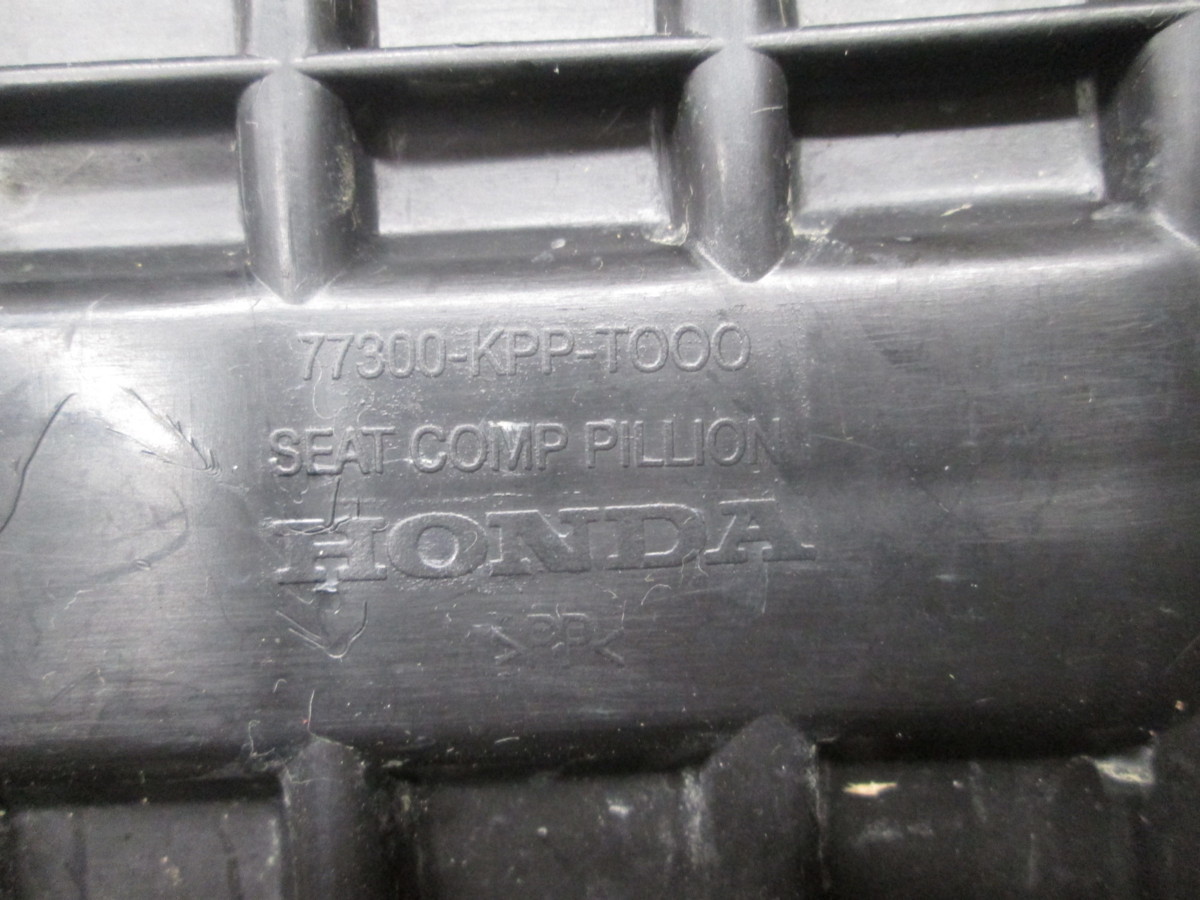 77300-KPP-T000
SEAT COMP PILLION
HONDA
>PP<